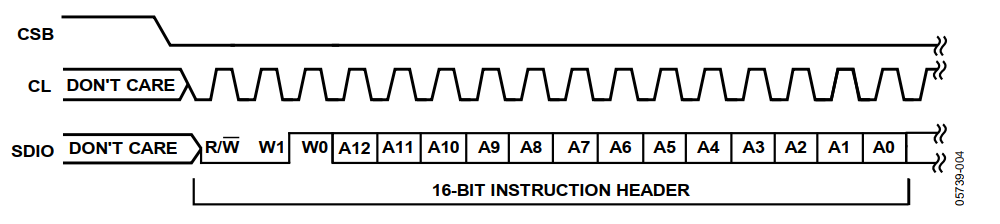 CSB
CL DON'T CARE
SDIO DON'T CARE R/W̅ W1 W0 A12 A11 A10 A9 A8 A7 A6 A5 A4 A3 A2 A1 A0
16-BIT INSTRUCTION HEADER
05739-004